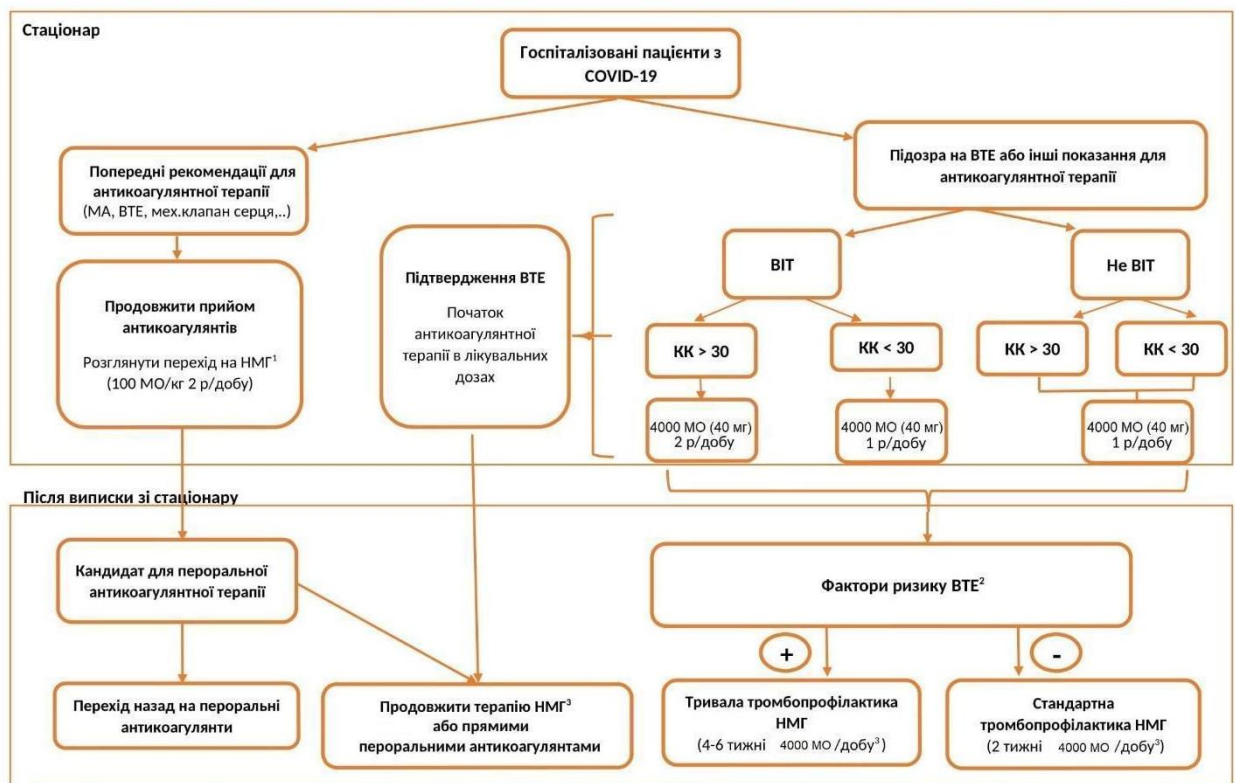 Стаціонар
Госпіталізовані пацієнти з
COVID-19
Попередні рекомендації для
антикоагулянтної терапії
(МА, ВТЕ, мех.клапан серця,..)
Підозра на ВТЕ або інші показання для
антикоагулянтної терапії
Продовжити прийом
антикоагулянтів
Розглянути перехід на НМГ¹
(100 МО/кг 2 р/добу)
Підтвердження ВТЕ
Початок
антикоагулянтної
терапії в лікувальних
дозах
ВІТ
Не ВІТ
КК > 30
КК < 30
КК > 30
КК < 30
4000 МО (40 мг)
2 р/добу
4000 МО (40 мг)
1 р/добу
4000 МО (40 мг)
1 р/добу
Після виписки зі стаціонару
Кандидат для пероральної
антикоагулянтної терапії
Фактори ризику ВТЕ²
+
-
Перехід назад на пероральні
антикоагулянти
Продовжити терапію НМГ³
або прямими
пероральними антикоагулянтами
Тривала тромбопрофілактика
НМГ
(4-6 тижні 4000 МО /добу³)
Стандартна
тромбопрофілактика НМГ
(2 тижні 4000 МО /добу³)